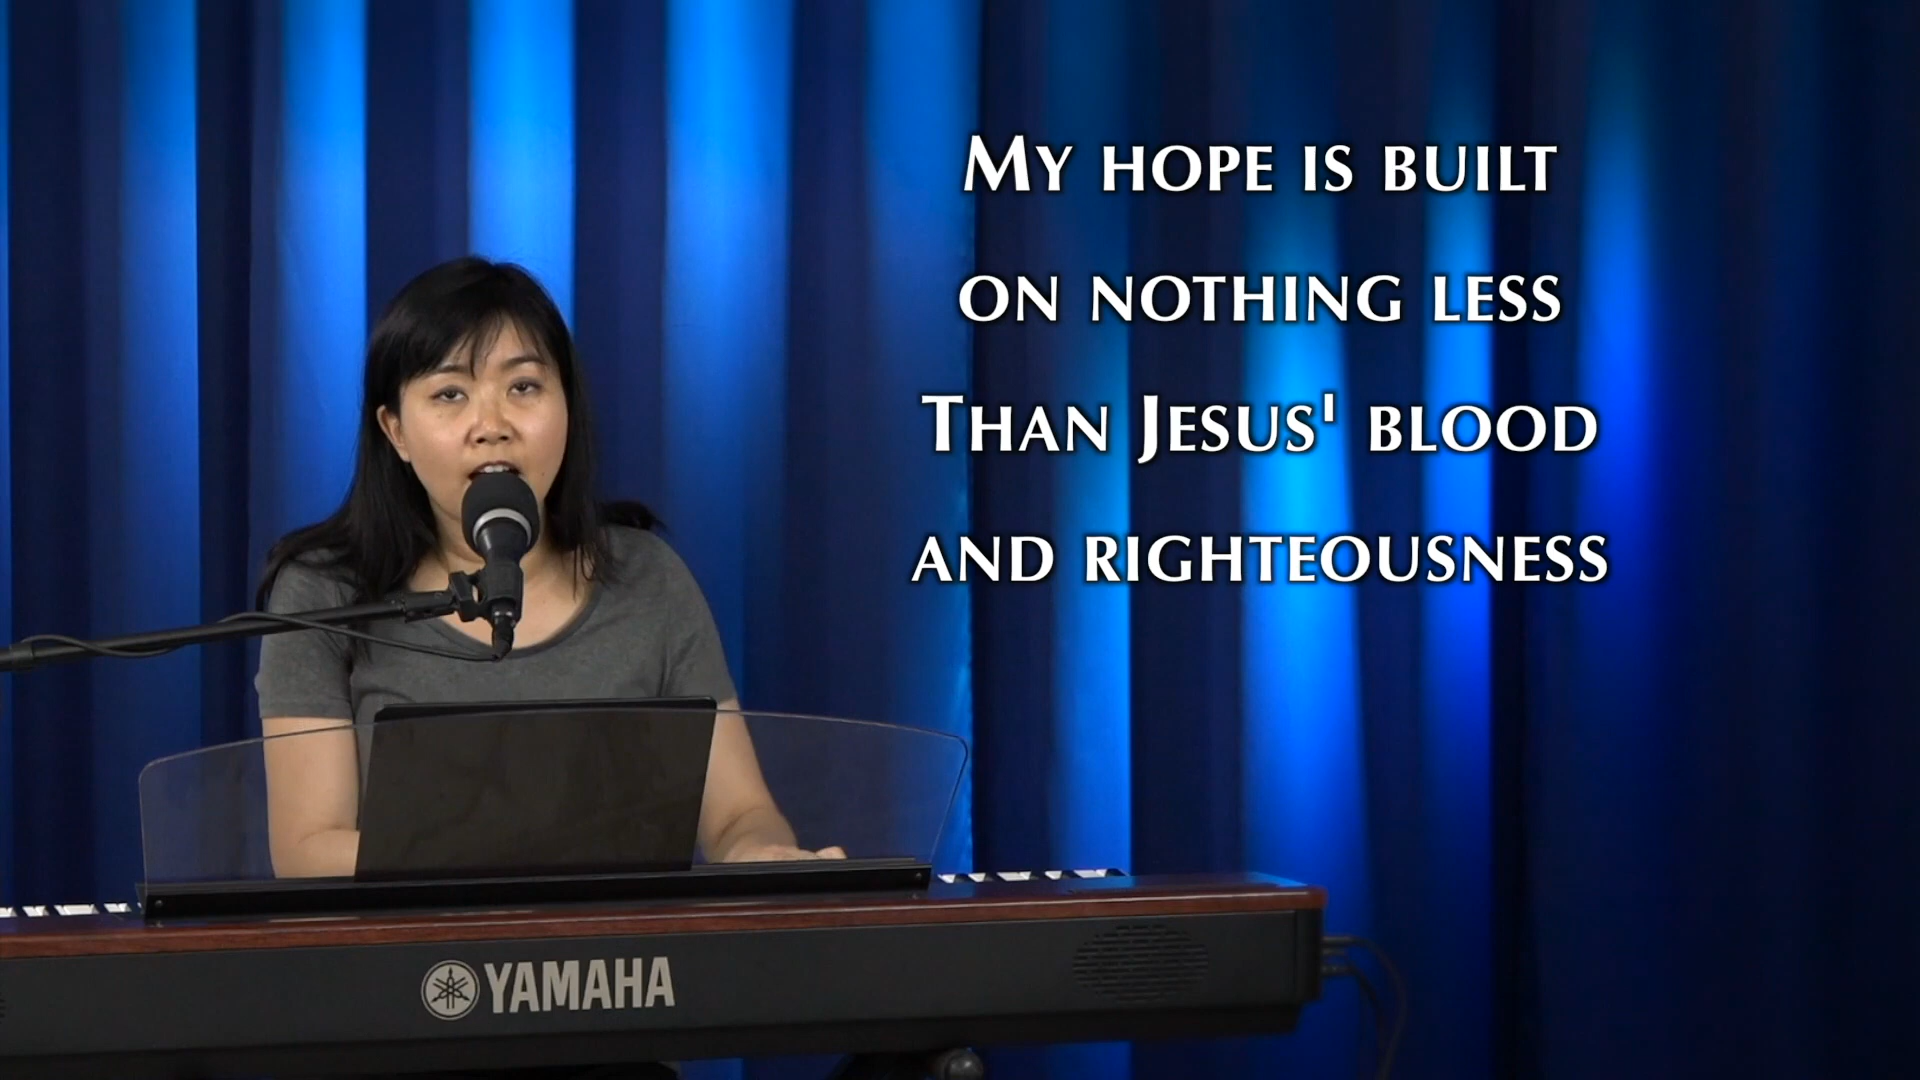 My hope is built
on nothing less
Than Jesus' blood
and righteousness
YAMAHA